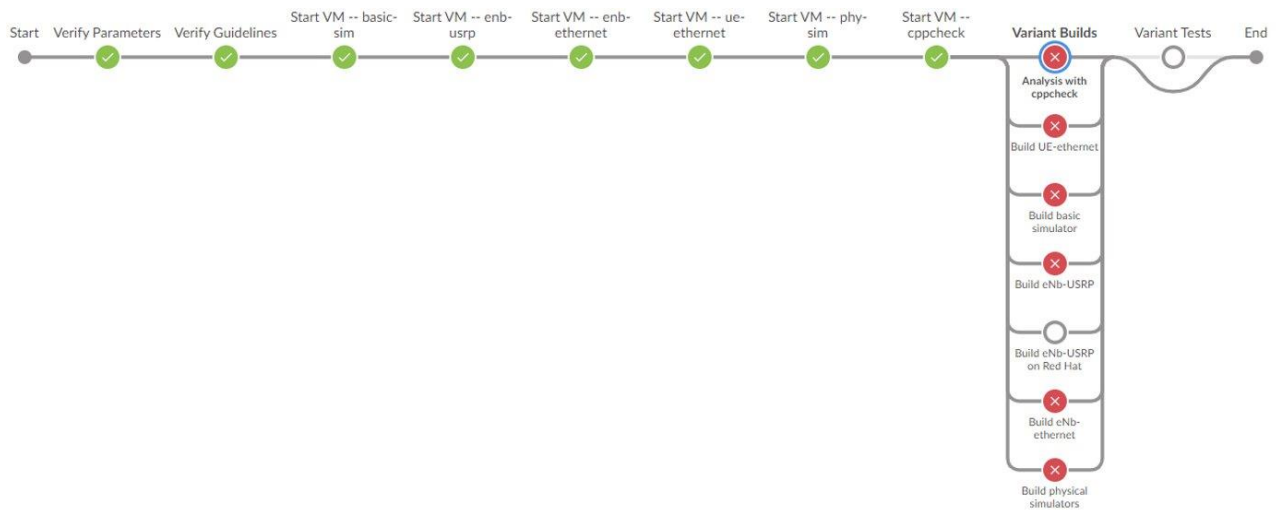 Start
Verify Parameters
Verify Guidelines
Start VM -- basic-
sim
Start VM -- enb-
usrp
Start VM -- enb-
ethernet
Start VM -- ue-
ethernet
Start VM -- phy-
sim
Start VM --
cppcheck
Variant Builds
Variant Tests
End
Analysis with
cppcheck
Build UE-ethernet
Build basic
simulator
Build eNb-USRP
Build eNb-USRP
on Red Hat
Build eNb-
ethernet
Build physical
simulators